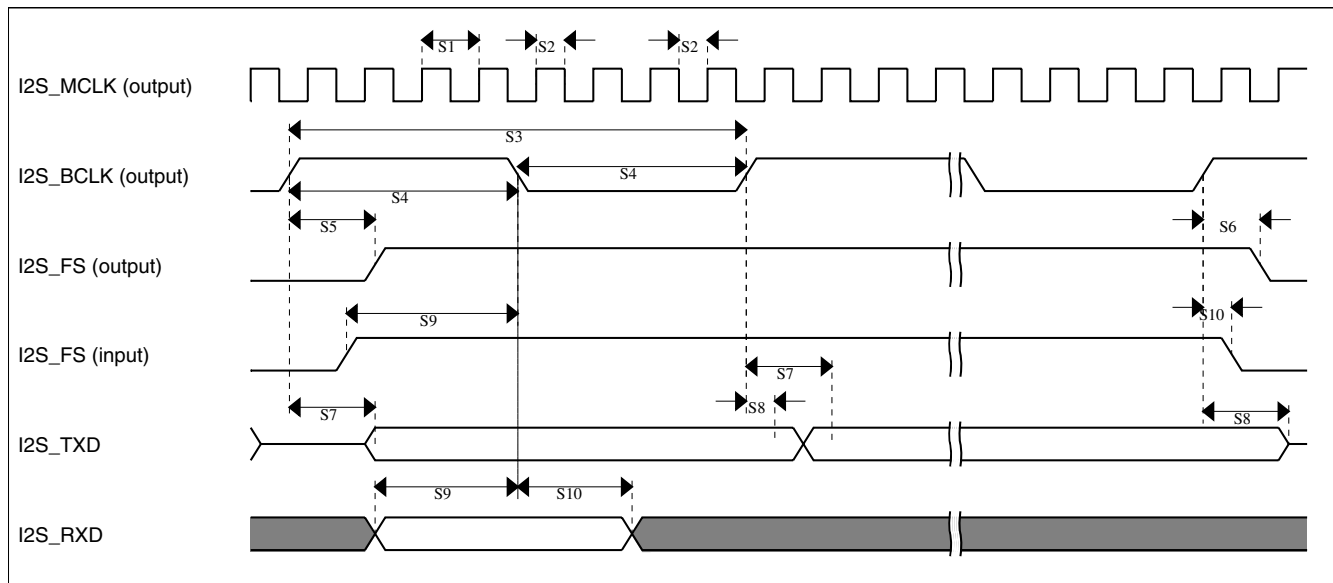 S1 S2 S2
I2S_MCLK (output)
S3
I2S_BCLK (output)
S4
S4
S5 S6
I2S_FS (output)
S9 S10
I2S_FS (input)
S7
S7 S8 S8
I2S_TXD
S9 S10
I2S_RXD